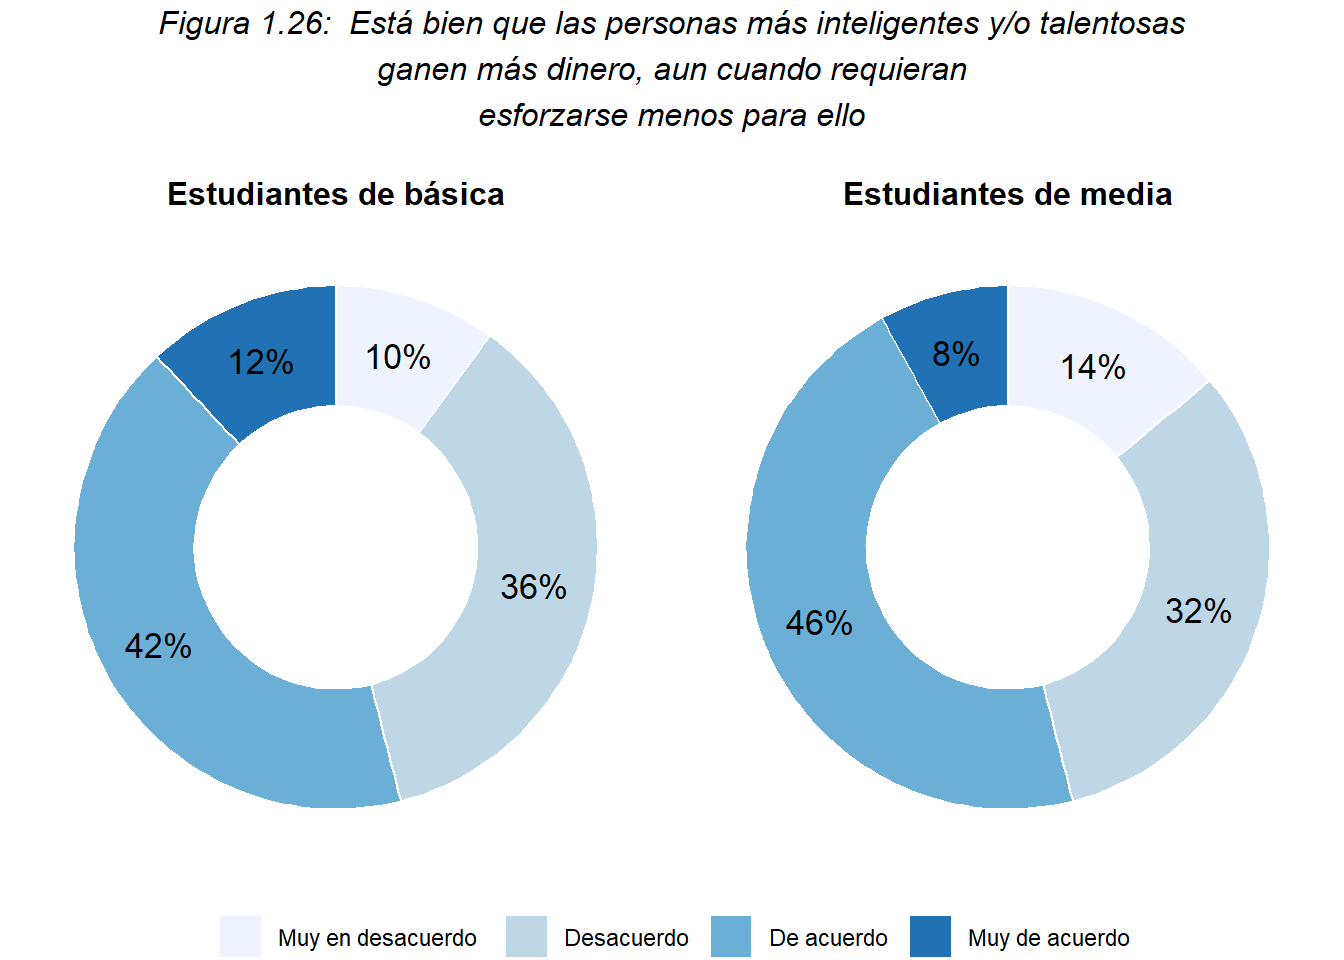 Figura 1.26:  Está bien que las personas más inteligentes y/o talentosas
ganen más dinero, aun cuando requieran
esforzarse menos para ello
Estudiantes de básica
12%
10%
36%
42%
Estudiantes de media
8%
14%
32%
46%
Muy en desacuerdo
Desacuerdo
De acuerdo
Muy de acuerdo